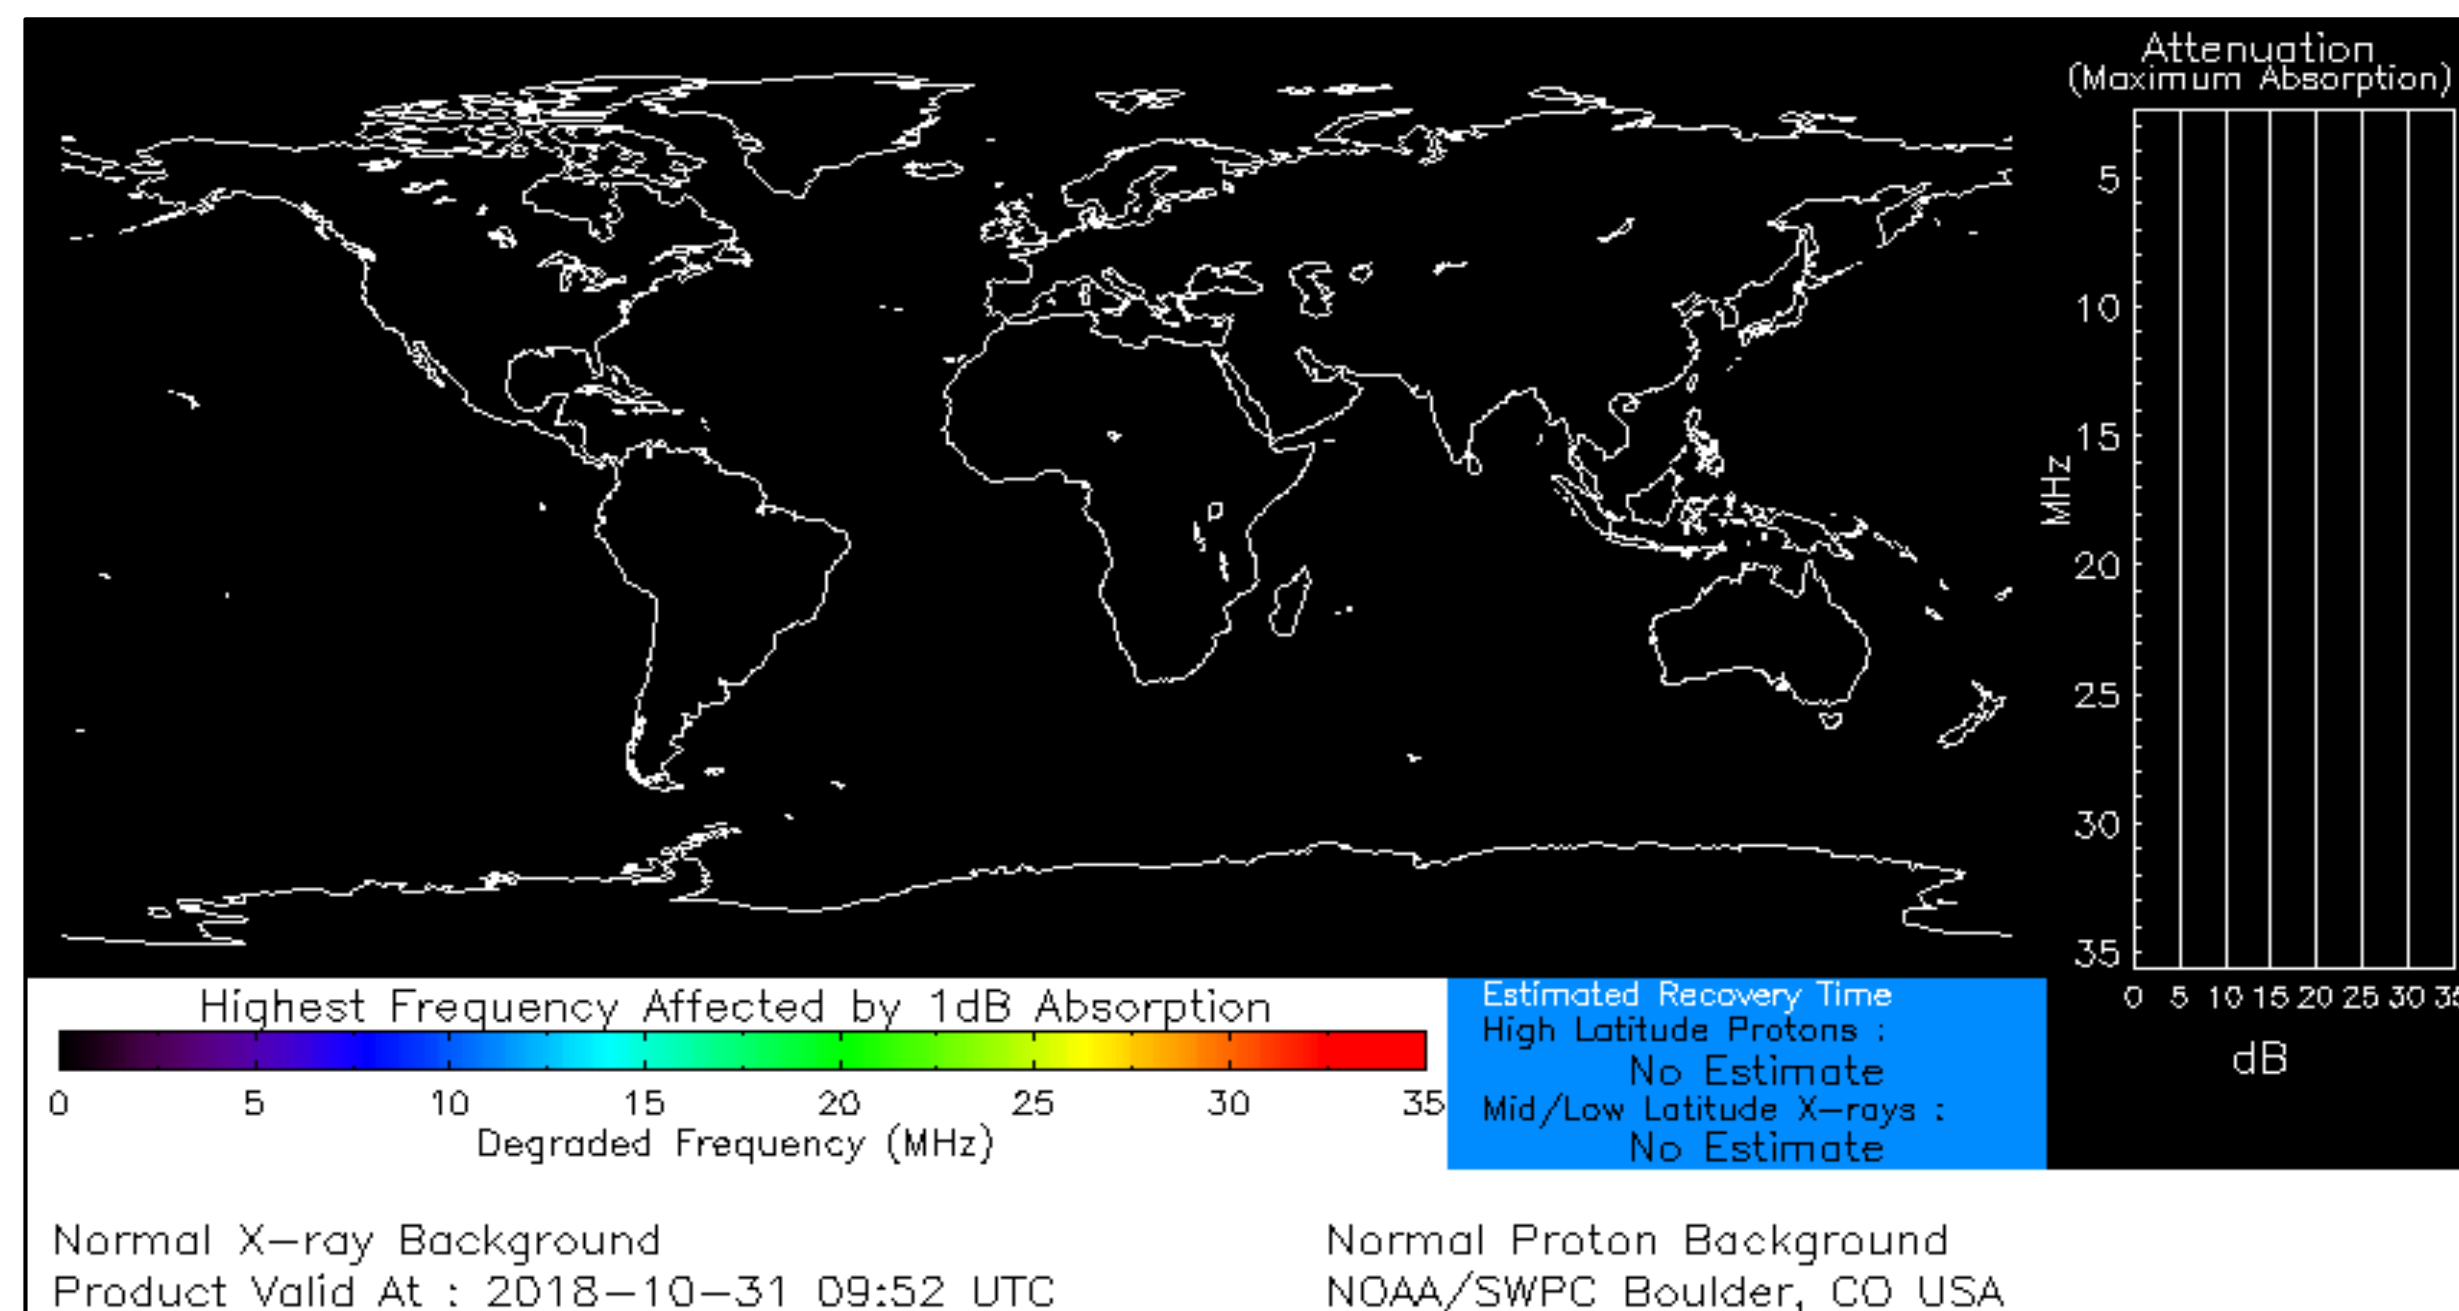 Attenuation
(Maximum Absorption)
5
10
15
20
25
30
35
MHz
0 5 10 15 20 25 30
dB
Highest Frequency Affected by 1dB Absorption
0 5 10 15 20 25 30 35
Degraded Frequency (MHz)
Estimated Recovery Time
High Latitude Protons :
No Estimate
Mid/Low Latitude X-rays :
No Estimate
Normal X-ray Background
Normal Proton Background
Product Valid At : 2018-10-31 09:52 UTC
NOAA/SWPC Boulder, CO USA